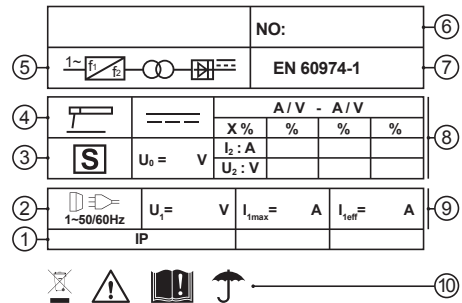 NO: 6
5 1~ f1 f2 EN 60974-1 7
4 A / V - A / V
X % % % %
8
3 S U₀ = V I₂ : A
U₂ : V
2 1~50/60Hz U₁= V I₁max= A I₁eff= A 9
1 IP
10